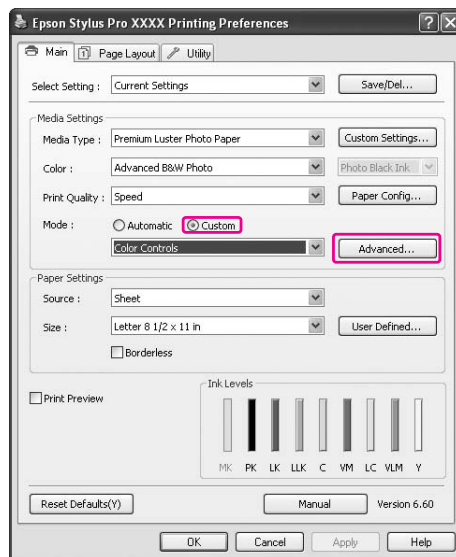 Epson Stylus Pro XXXX Printing Preferences
Main Page Layout Utility
Select Setting : Current Settings Save/Del...
Media Settings
Media Type : Premium Luster Photo Paper Custom Settings...
Color : Advanced B&W Photo Photo Black Ink
Print Quality : Speed Paper Config...
Mode : Automatic Custom
Color Controls Advanced...
Paper Settings
Source : Sheet
Size : Letter 8 1/2 x 11 in User Defined...
Borderless
Print Preview
Ink Levels
MK PK LK LLK C VM LC VLM Y
Reset Defaults(Y) Manual Version 6.60
OK Cancel Apply Help